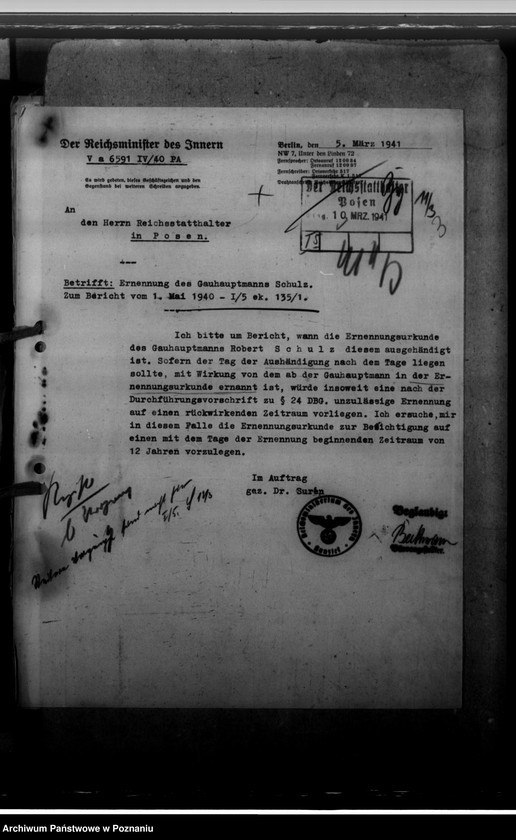 Der Reichsminister des Innern
V a 6591 IV/40 PA
Es wird gebeten, dieses Geschäftszeichen und den
Gegenstand bei weiteren Schreiben anzugeben.
Berlin, den 5. März 1941
NW 7, Unter den Linden 72
Der Reichsstatthalter
Posen
10 MRZ. 1941
An
den Herrn Reichsstatthalter
in Posen.
Betrifft: Ernennung des Gauhauptmanns Schulz.
Zum Bericht vom 1. Mai 1940 - I/5 ek. 135/1.
Ich bitte um Bericht, wann die Ernennungsurkunde
des Gauhauptmanns Robert Schulz diesem ausgehändigt
ist. Sofern der Tag der Aushändigung nach dem Tage liegen
sollte, mit Wirkung von dem ab der Gauhauptmann in der Er-
nennungsurkunde ernannt ist, würde insoweit eine nach der
Durchführungsvorschrift zu § 24 DBG. unzulässige Ernennung
auf einen rückwirkenden Zeitraum vorliegen. Ich ersuche, mir
in diesem Falle die Ernennungsurkunde zur Besichtigung auf
einen mit dem Tage der Ernennung beginnenden Zeitraum von
12 Jahren vorzulegen.
Im Auftrag
gez. Dr. Surén
Reichsministerium des Innern
Beglaubigt
Archiwum Państwowe w Poznaniu